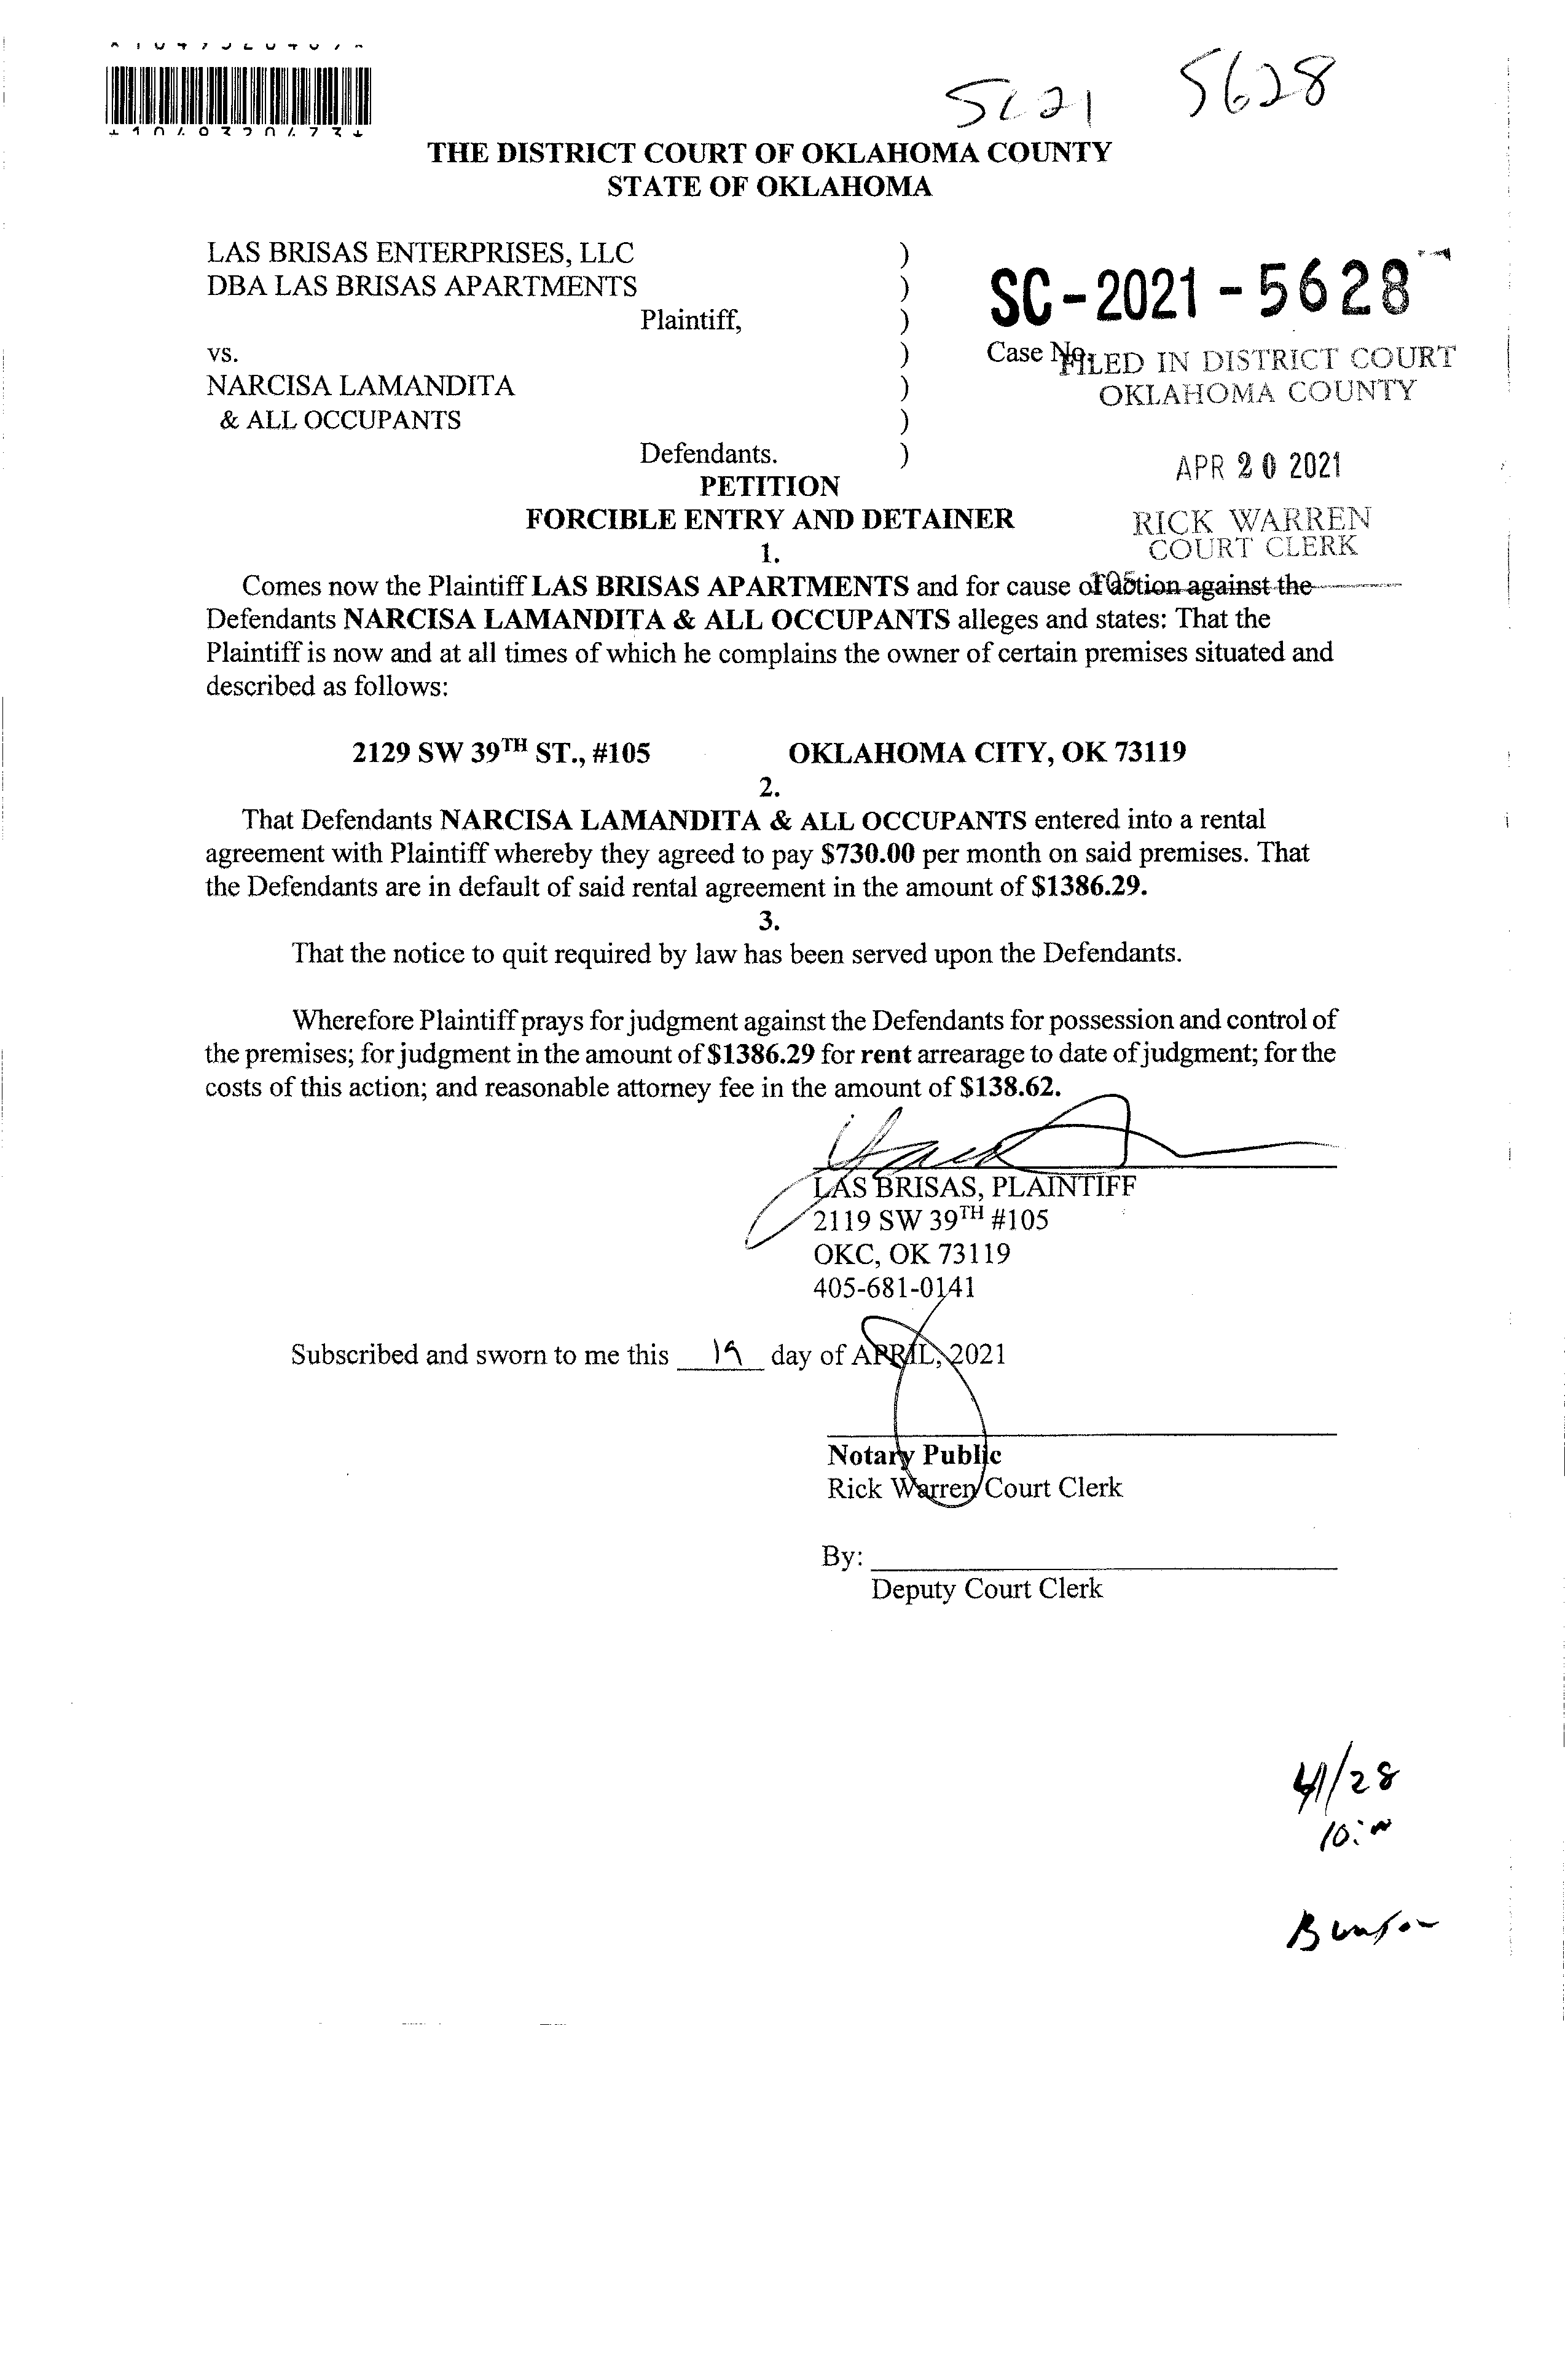 SC21 5628
THE DISTRICT COURT OF OKLAHOMA COUNTY
STATE OF OKLAHOMA
LAS BRISAS ENTERPRISES, LLC )
DBA LAS BRISAS APARTMENTS )
SC-2021-5628
Plaintiff, )
vs. )
Case No.
FILED IN DISTRICT COURT
NARCISA LAMANDITA )
OKLAHOMA COUNTY
& ALL OCCUPANTS )
Defendants. )
APR 20 2021
PETITION
FORCIBLE ENTRY AND DETAINER
RICK WARREN
COURT CLERK
1.
105
Comes now the Plaintiff LAS BRISAS APARTMENTS and for cause of action against the
Defendants NARCISA LAMANDITA & ALL OCCUPANTS alleges and states: That the
Plaintiff is now and at all times of which he complains the owner of certain premises situated and
described as follows:
2129 SW 39TH ST., #105 OKLAHOMA CITY, OK 73119
2.
That Defendants NARCISA LAMANDITA & ALL OCCUPANTS entered into a rental
agreement with Plaintiff whereby they agreed to pay $730.00 per month on said premises. That
the Defendants are in default of said rental agreement in the amount of $1386.29.
3.
That the notice to quit required by law has been served upon the Defendants.
Wherefore Plaintiff prays for judgment against the Defendants for possession and control of
the premises; for judgment in the amount of $1386.29 for rent arrearage to date of judgment; for the
costs of this action; and reasonable attorney fee in the amount of $138.62.
LAS BRISAS, PLAINTIFF
2119 SW 39TH #105
OKC, OK 73119
405-681-0141
Subscribed and sworn to me this 19 day of APRIL, 2021
Notary Public
Rick Warren Court Clerk
By:
Deputy Court Clerk
4/28